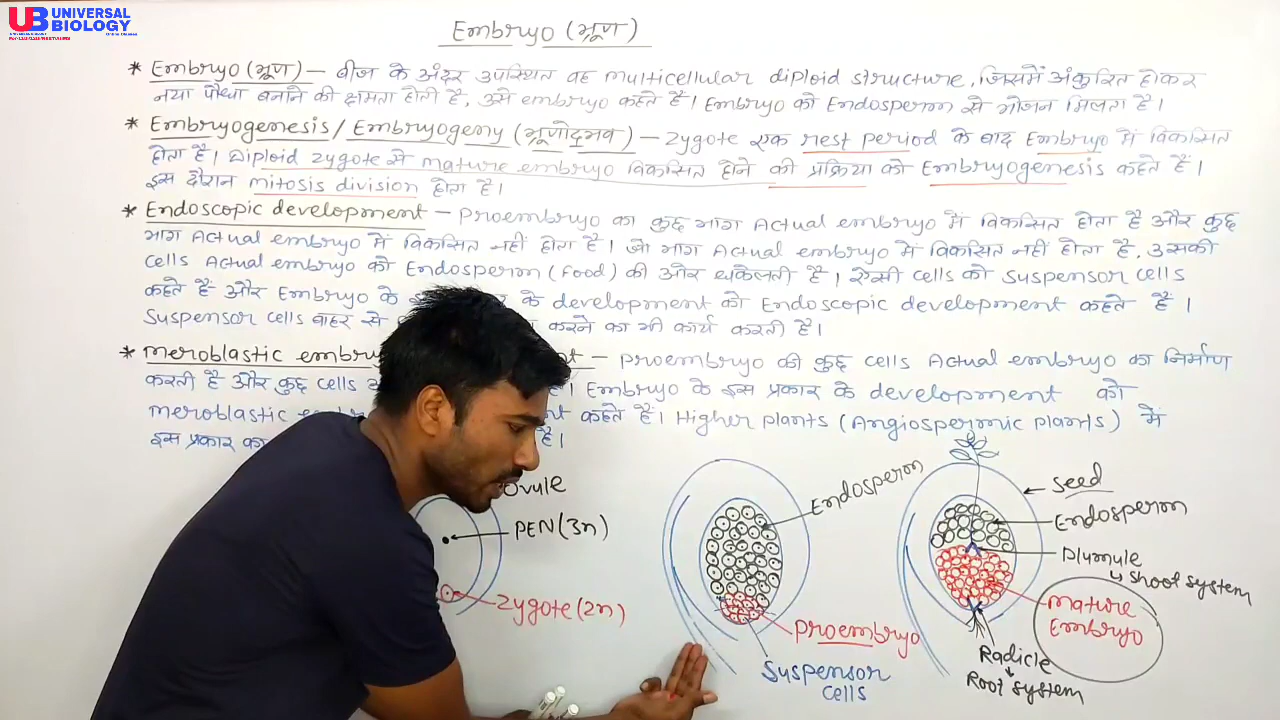 UB UNIVERSAL BIOLOGY
Online Classes
Embryo (भ्रूण)
* Embryo (भ्रूण) – बीज के अंदर उपस्थित वह multicellular diploid structure, जिसमें अंकुरित होकर
नया पौधा बनाने की क्षमता होती है, उसे embryo कहते हैं। Embryo को Endosperm से भोजन मिलता है।
* Embryogenesis/ Embryogeny (भ्रूणोद्भव) – Zygote एक rest period के बाद Embryo में विकसित
होता है। Diploid zygote से mature embryo विकसित होने की प्रक्रिया को Embryogenesis कहते हैं।
इस दौरान mitosis division होता है।
* Endoscopic development – Proembryo का कुछ भाग Actual embryo में विकसित होता है और कुछ
भाग Actual embryo में विकसित नहीं होता है। जो भाग Actual embryo में विकसित नहीं होता है, उसकी
cells Actual embryo को Endosperm (Food) की और धकेलती है। ऐसी cells को Suspensor cells
कहते हैं और Embryo के के development को Endoscopic development कहते हैं।
Suspensor cells बाहर से करने का भी कार्य करती है।
* Meroblastic embry – Proembryo की कुछ cells Actual embryo का निर्माण
करती है और कुछ cells । Embryo के इस प्रकार के development को
meroblastic कहते हैं। Higher plants (Angiospermic plants) में
इस प्रकार का है।
Ovule
PEN (3n)
Zygote (2n)
Endosperm
Proembryo
Suspensor
cells
Seed
Endosperm
Plumule
↳ Shoot system
Mature
Embryo
Radicle
↓
Root system